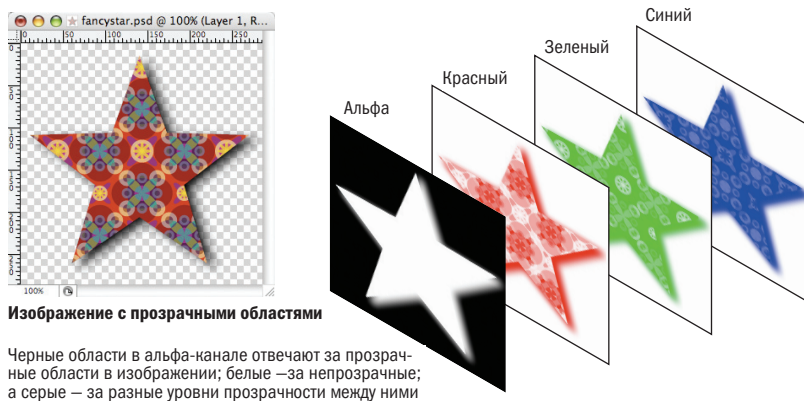 fancystar.psd @ 100% (Layer 1, R...
0 50 100 150 200 250
100%
Изображение с прозрачными областями
Черные области в альфа-канале отвечают за прозрач-
ные области в изображении; белые —за непрозрачные;
а серые — за разные уровни прозрачности между ними
Альфа
Красный
Зеленый
Синий